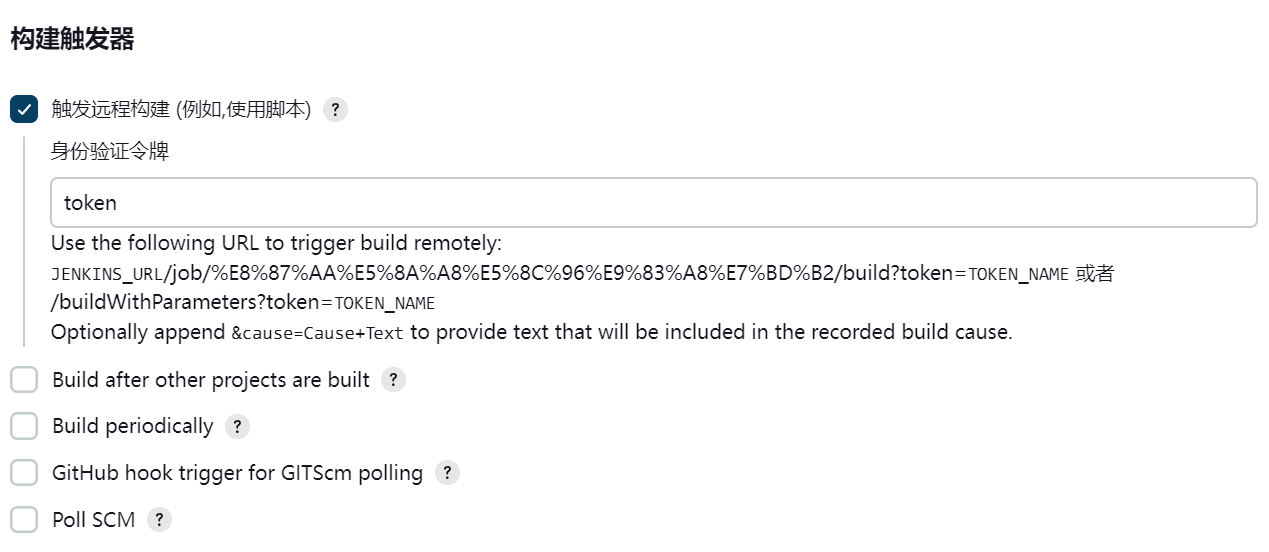 构建触发器
触发远程构建 (例如,使用脚本) ?
身份验证令牌
token
Use the following URL to trigger build remotely:
JENKINS_URL/job/%E8%87%AA%E5%8A%A8%E5%8C%96%E9%83%A8%E7%BD%B2/build?token=TOKEN_NAME 或者
/buildWithParameters?token=TOKEN_NAME
Optionally append &cause=Cause+Text to provide text that will be included in the recorded build cause.
Build after other projects are built ?
Build periodically ?
GitHub hook trigger for GITScm polling ?
Poll SCM ?